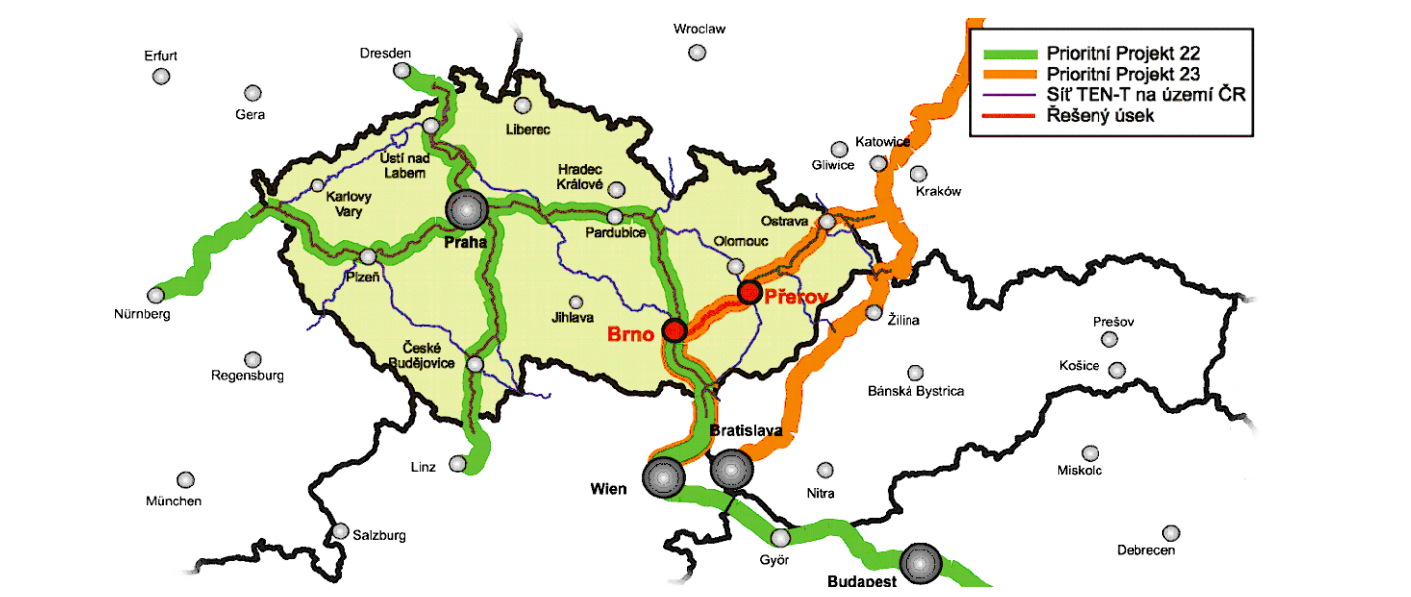 Wroclaw
Erfurt
Dresden
Gera
Liberec
Prioritní Projekt 22
Prioritní Projekt 23
Síť TEN-T na území ČR
Řešený úsek
Ústí nad
Labem
Hradec
Králové
Karlovy
Vary
Katowice
Gliwice
Kraków
Praha
Pardubice
Ostrava
Olomouc
Plzeň
Přerov
Nürnberg
Jihlava
Brno
Žilina
Prešov
České
Budějovice
Regensburg
Košice
Bánská Bystrica
Bratislava
Linz
Miskolc
Wien
Nitra
München
Salzburg
Györ
Debrecen
Budapest